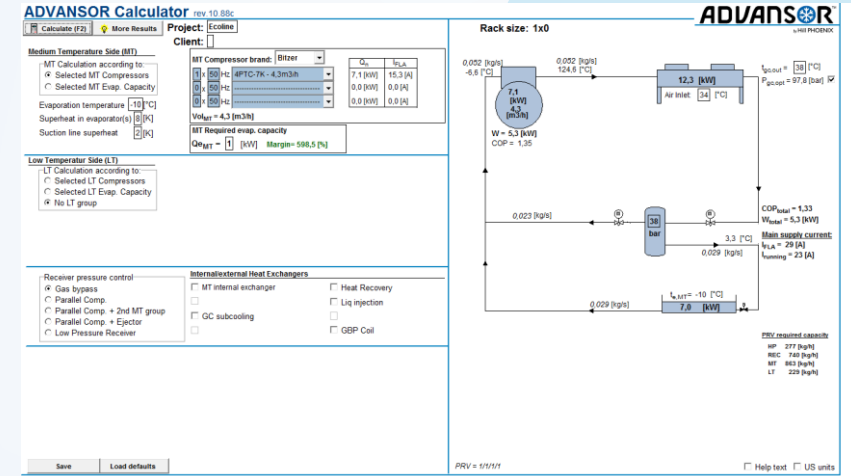 ADVANSOR Calculator rev 10.88c
Calculate (F2) More Results Project: Ecoline
Client:
Medium Temperature Side (MT)
MT Calculation according to:
Selected MT Compressors
Selected MT Evap. Capacity
Evaporation temperature -10 [°C]
Superheat in evaporator(s) 8 [K]
Suction line superheat 2 [K]
MT Compressor brand: Bitzer
Qo IFLA
1 x 50 Hz 4PTC-7K - 4,3m3/h 7,1 [kW] 15,3 [A]
0 x 50 Hz 0,0 [kW] 0,0 [A]
0 x 50 Hz 0,0 [kW] 0,0 [A]
VolMT = 4,3 [m3/h]
MT Required evap. capacity
QeMT = 1 [kW] Margin= 598,5 [%]
Low Temperatur Side (LT)
LT Calculation according to:
Selected LT Compressors
Selected LT Evap. Capacity
No LT group
Receiver pressure control
Gas bypass
Parallel Comp.
Parallel Comp. + 2nd MT group
Parallel Comp. + Ejector
Low Pressure Receiver
Internal/external Heat Exchangers
MT internal exchanger
GC subcooling
Heat Recovery
Liq injection
GBP Coil
Save Load defaults
Rack size: 1x0
ADVANSOR
by Hill PHOENIX
0,052 [kg/s]
-6,6 [°C]
0,052 [kg/s]
124,6 [°C]
7,1
[kW]
4,3
[m3/h]
W = 5,3 [kW]
COP = 1,35
12,3 [kW]
Air Inlet 34 [°C]
tgc,out = 38 [°C]
Pgc,opt = 97,8 [bar]
0,023 [kg/s]
38
bar
3,3 [°C]
0,029 [kg/s]
COPtotal = 1,33
Wtotal = 5,3 [kW]
Main supply current:
IFLA = 29 [A]
Irunning = 23 [A]
0,029 [kg/s]
te,MT= -10 [°C]
7,0 [kW]
PRV required capacity
HP 277 [kg/h]
REC 740 [kg/h]
MT 863 [kg/h]
LT 229 [kg/h]
PRV = 1/1/1/1
Help text US units